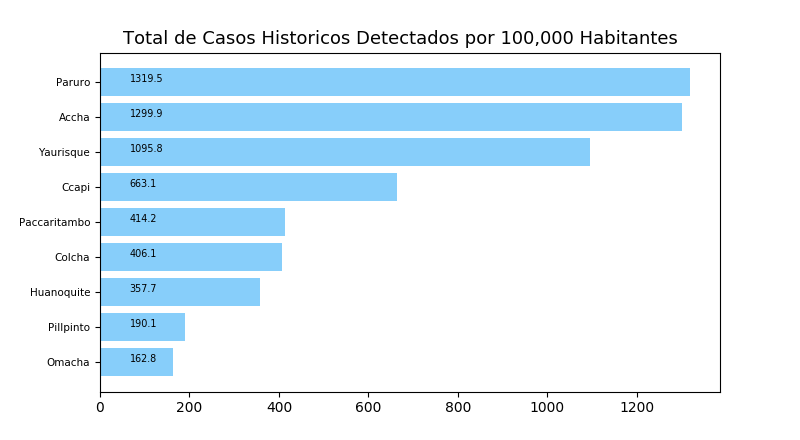 Total de Casos Historicos Detectados por 100,000 Habitantes
Paruro 1319.5
Accha 1299.9
Yaurisque 1095.8
Ccapi 663.1
Paccaritambo 414.2
Colcha 406.1
Huanoquite 357.7
Pillpinto 190.1
Omacha 162.8
0 200 400 600 800 1000 1200